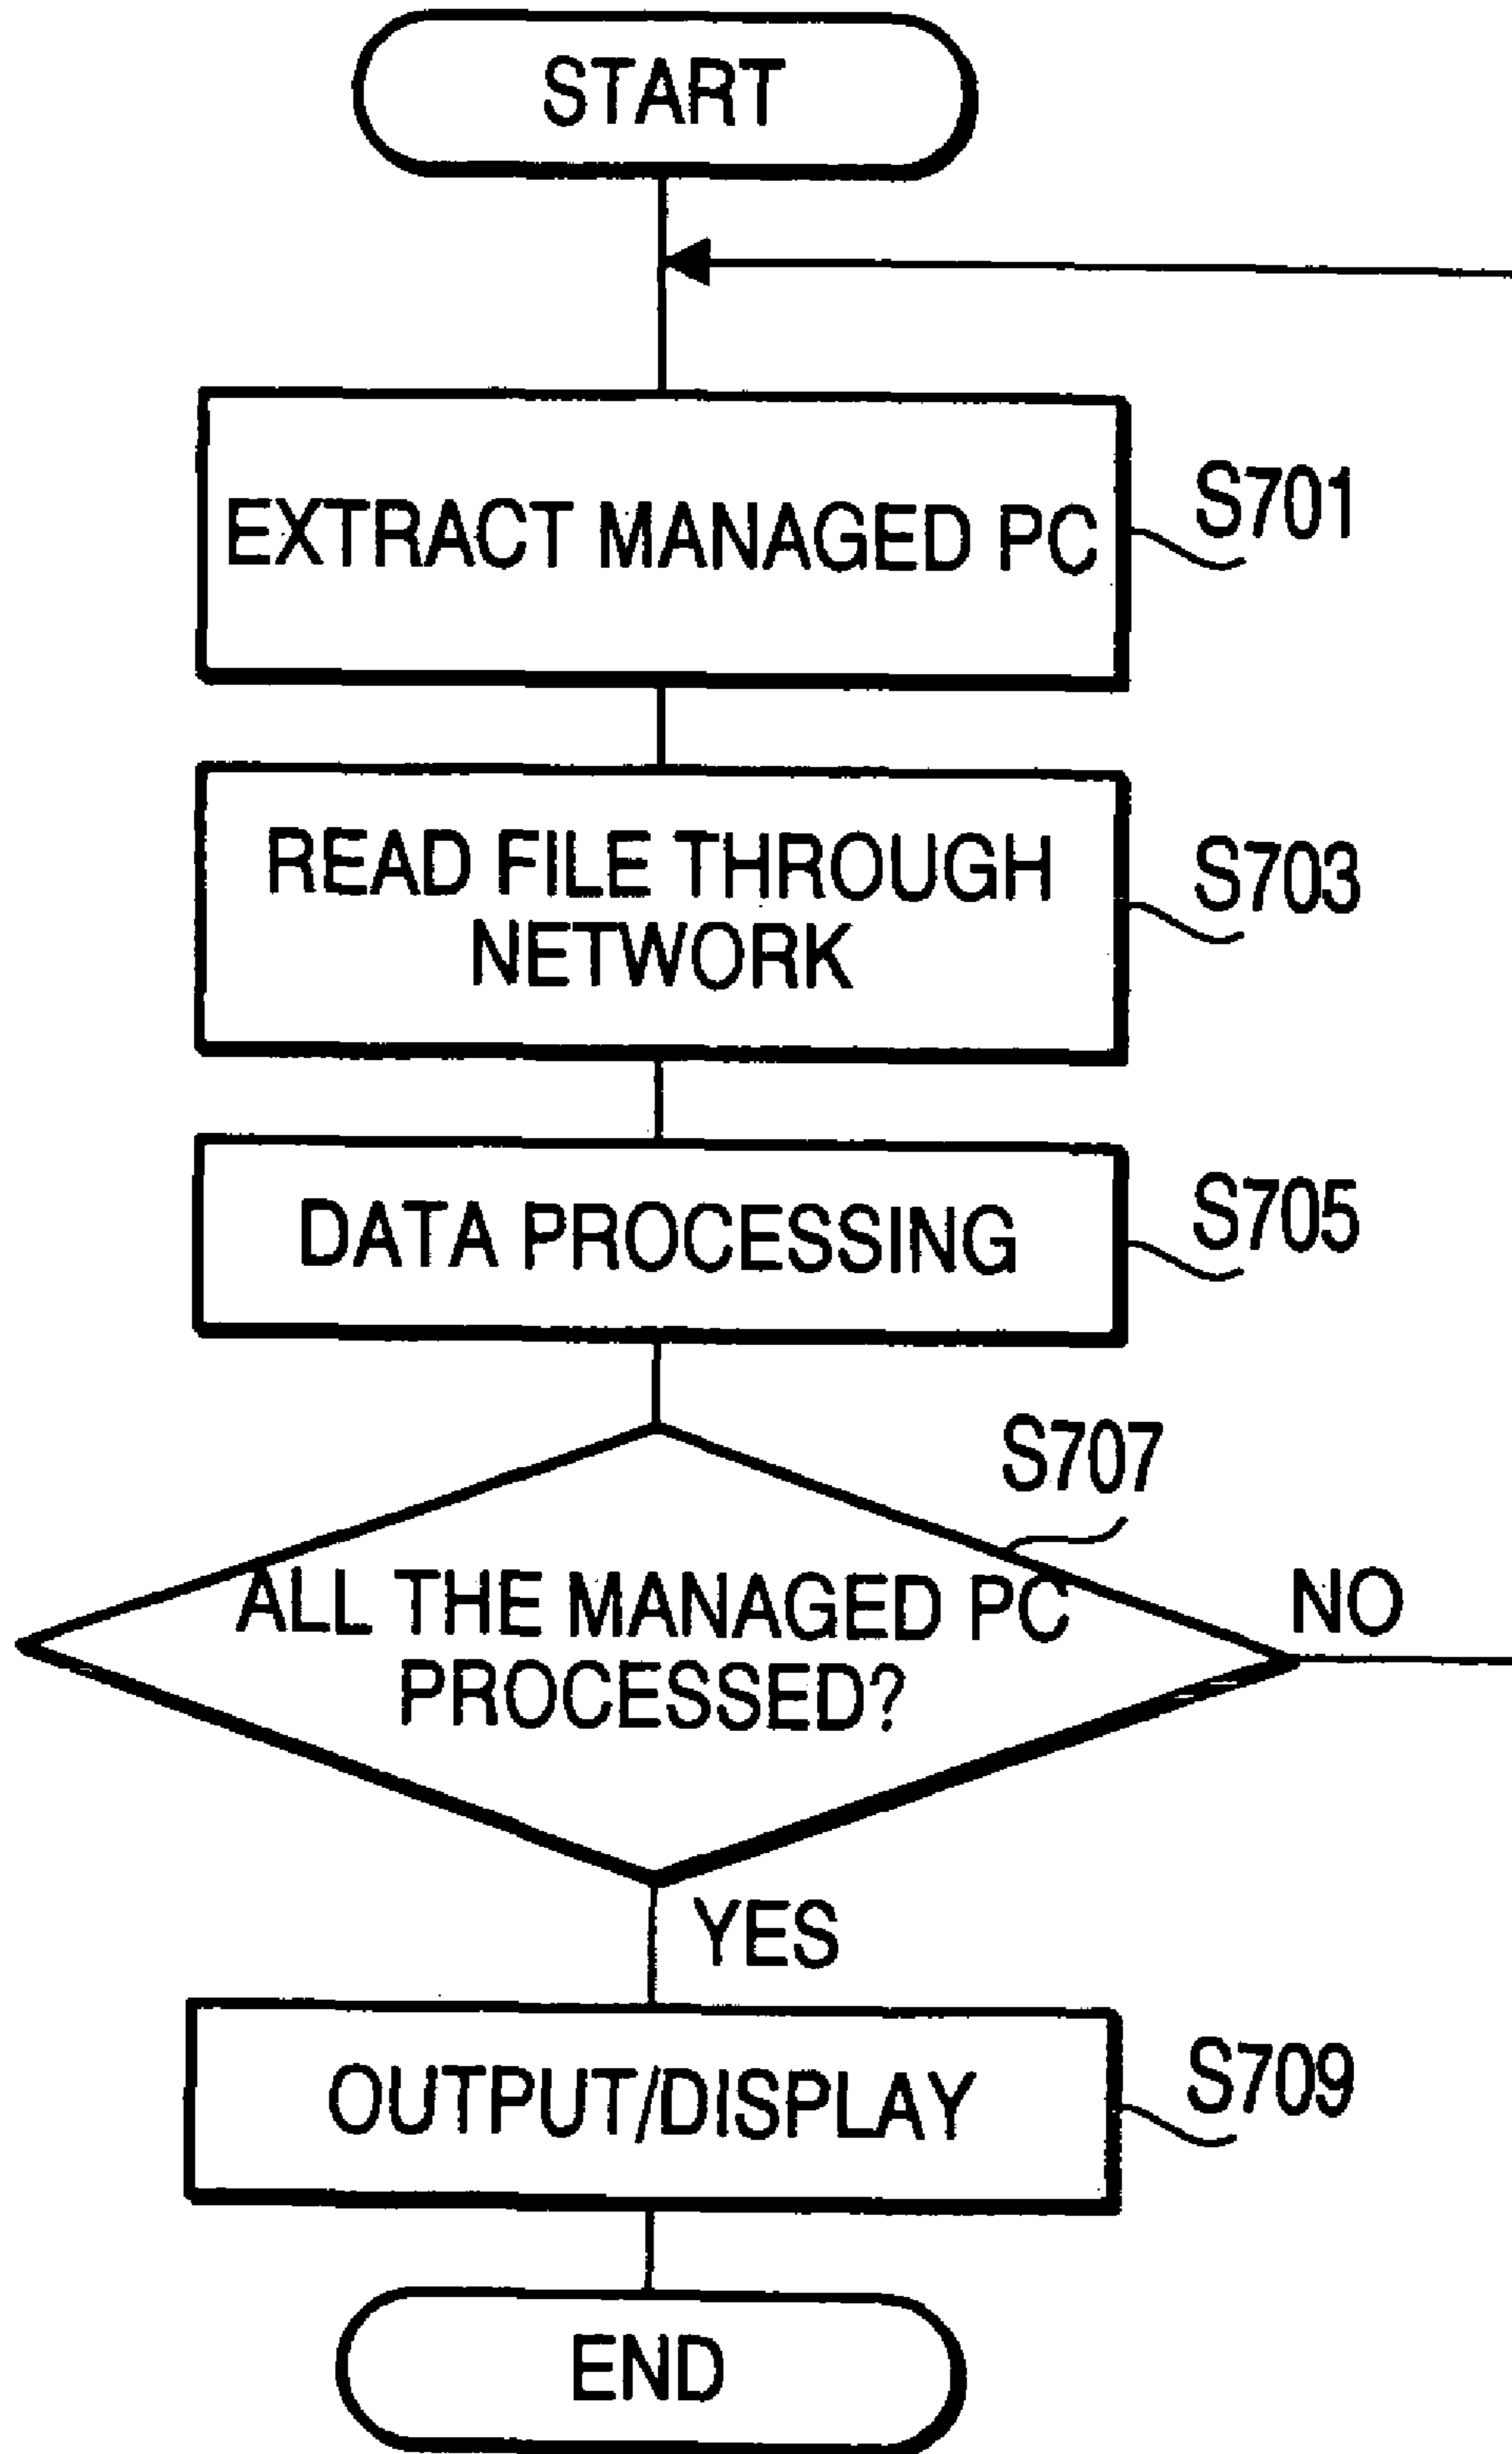 START
EXTRACT MANAGED PC
S701
READ FILE THROUGH
NETWORK
S703
DATA PROCESSING
S705
S707
ALL THE MANAGED PC
PROCESSED?
NO
YES
OUTPUT/DISPLAY
S709
END